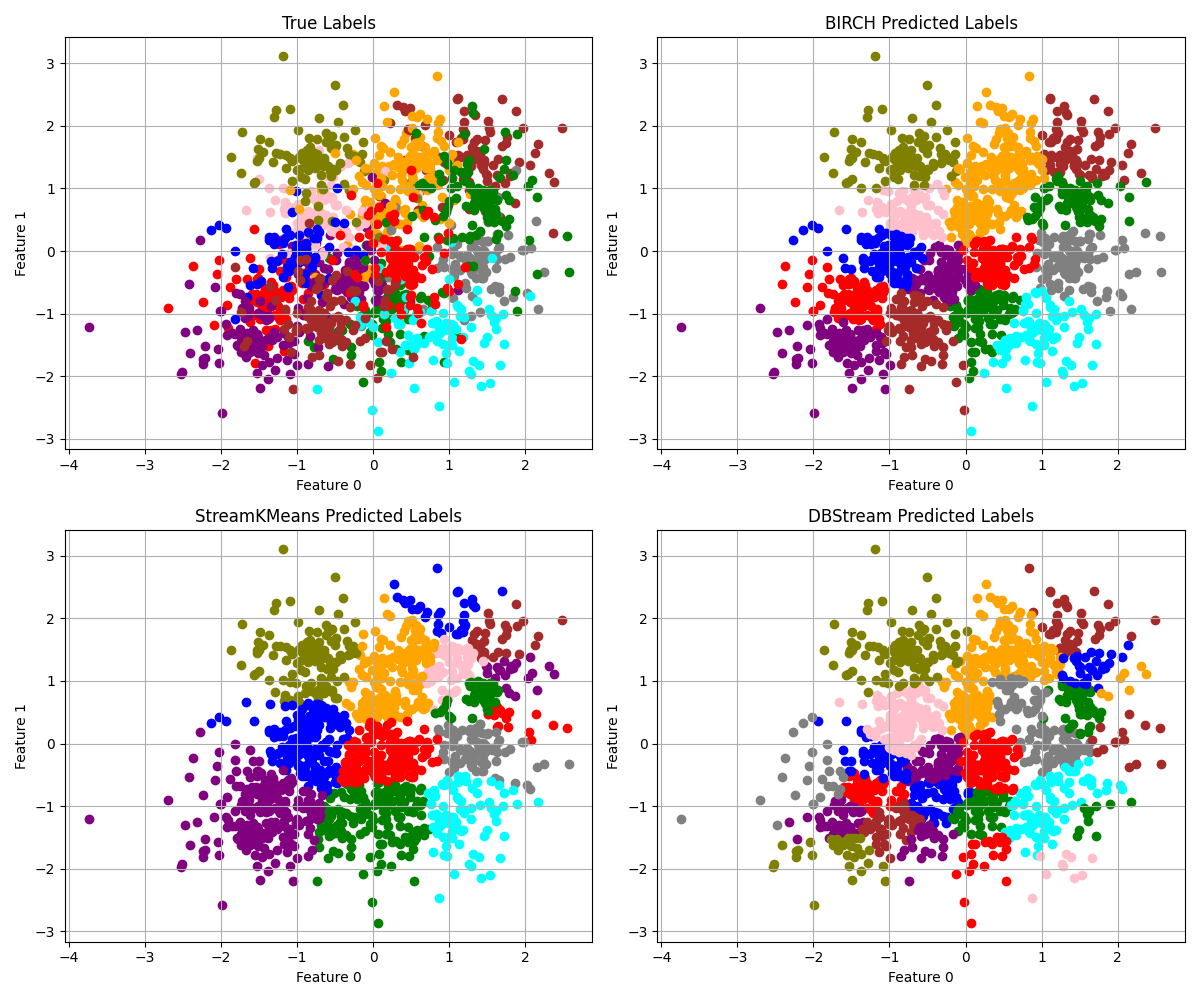 True Labels
3
2
1
0
−1
−2
−3
−4 −3 −2 −1 0 1 2
Feature 0
Feature 1
BIRCH Predicted Labels
3
2
1
0
−1
−2
−3
−4 −3 −2 −1 0 1 2
Feature 0
Feature 1
StreamKMeans Predicted Labels
3
2
1
0
−1
−2
−3
−4 −3 −2 −1 0 1 2
Feature 0
Feature 1
DBStream Predicted Labels
3
2
1
0
−1
−2
−3
−4 −3 −2 −1 0 1 2
Feature 0
Feature 1